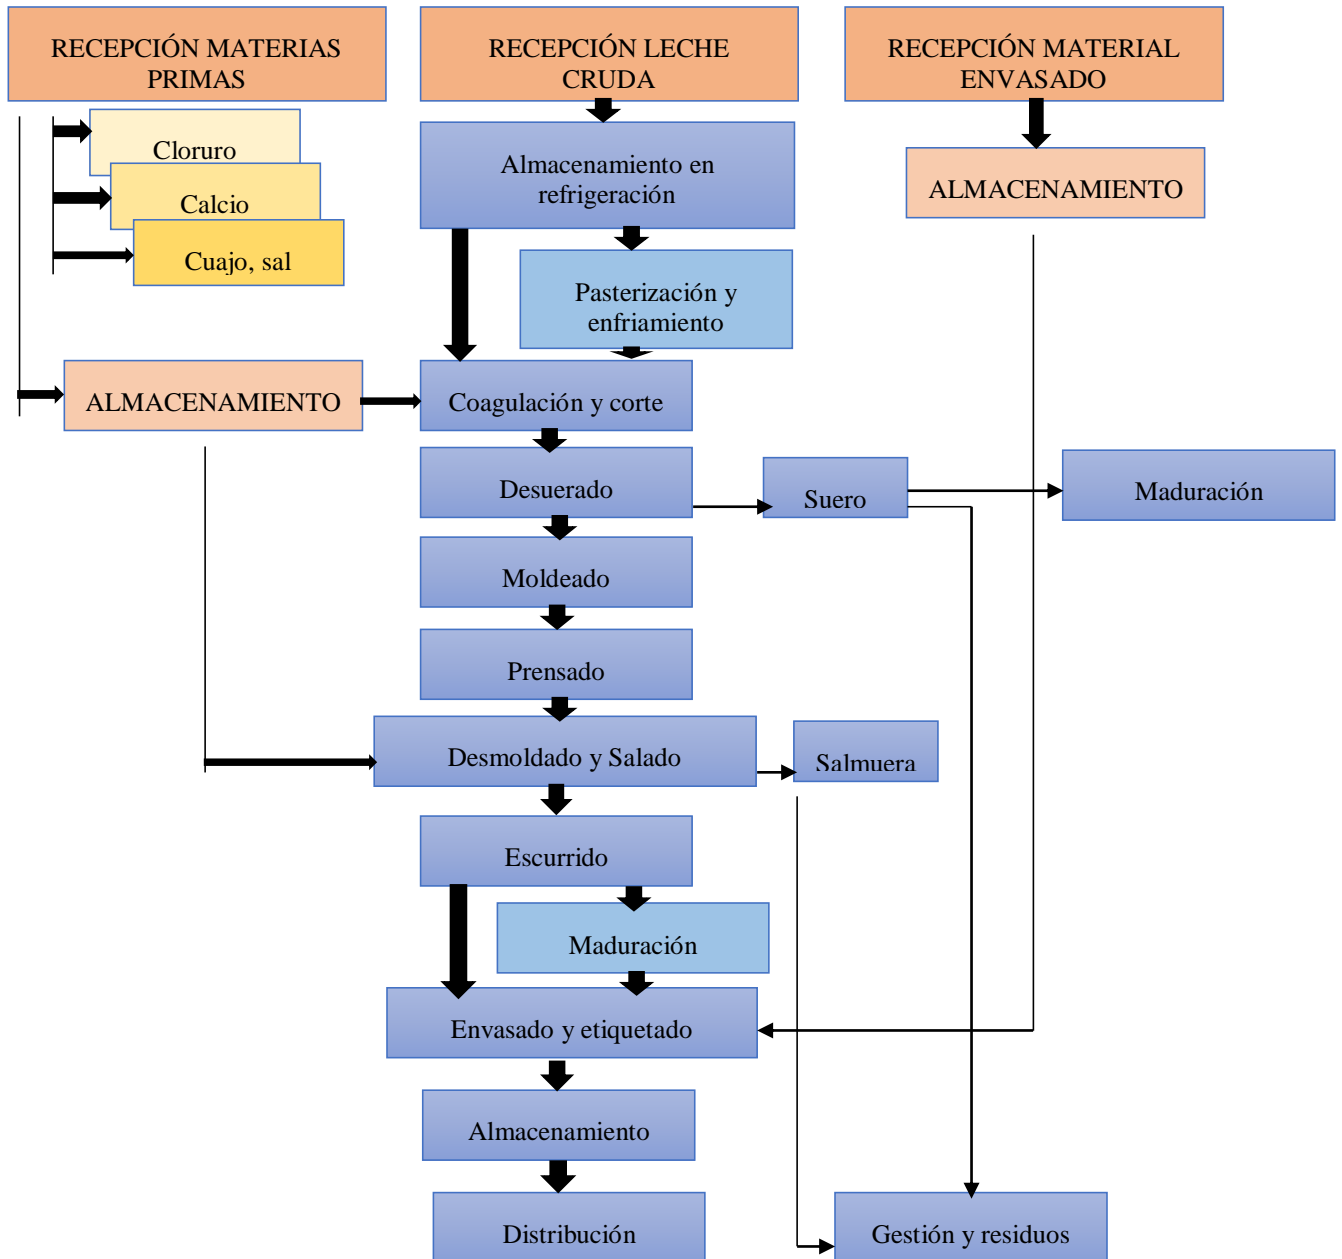 RECEPCIÓN MATERIAS
PRIMAS
RECEPCIÓN LECHE
CRUDA
RECEPCIÓN MATERIAL
ENVASADO
Cloruro
Calcio
Cuajo, sal
Almacenamiento en
refrigeración
ALMACENAMIENTO
Pasterización y
enfriamiento
ALMACENAMIENTO
Coagulación y corte
Desuerado
Suero
Maduración
Moldeado
Prensado
Desmoldado y Salado
Salmuera
Escurrido
Maduración
Envasado y etiquetado
Almacenamiento
Distribución
Gestión y residuos